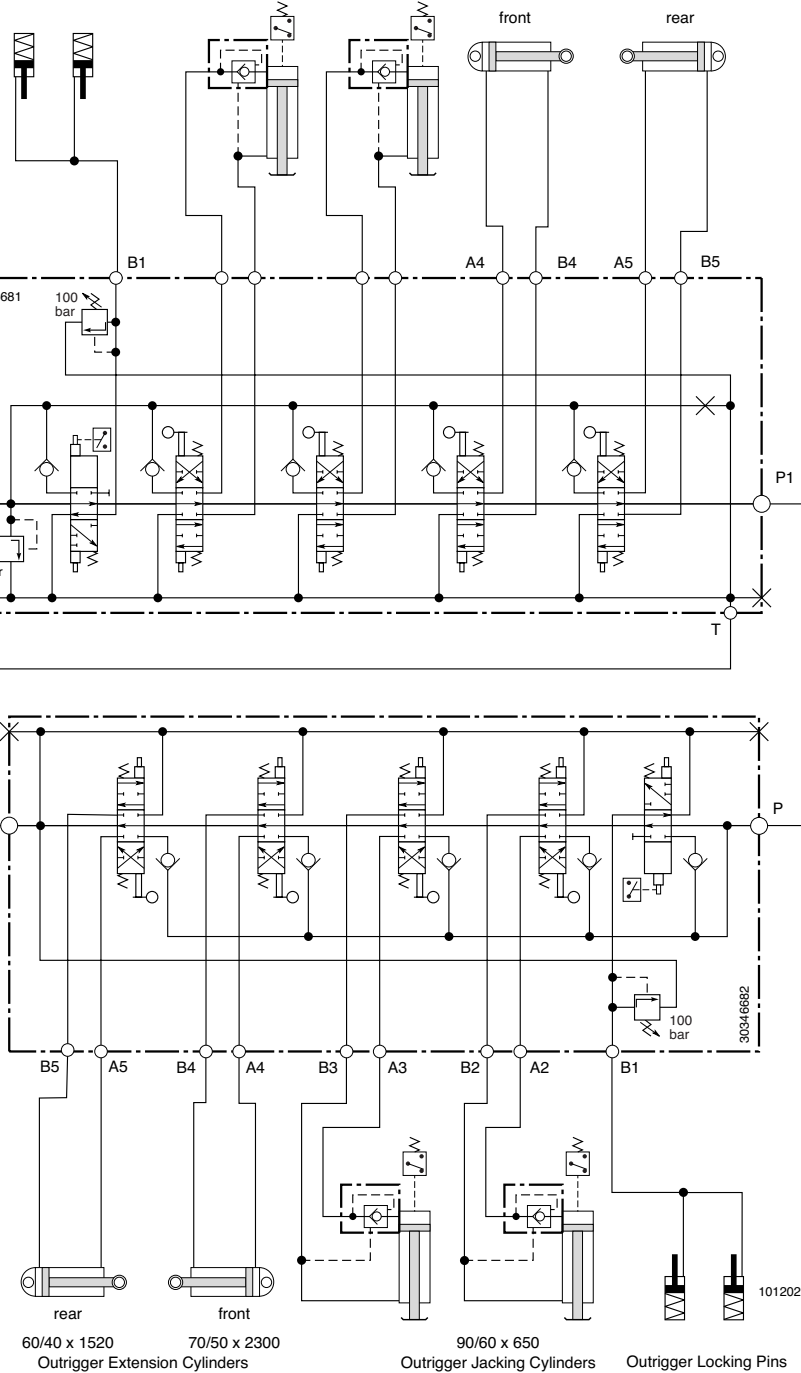 front rear
B1 A4 B4 A5 B5
681
100
bar
P1
r
T
P
30346682
100
bar
B5 A5 B4 A4 B3 A3 B2 A2 B1
101202
rear front
60/40 x 1520 70/50 x 2300 90/60 x 650
Outrigger Extension Cylinders Outrigger Jacking Cylinders Outrigger Locking Pins